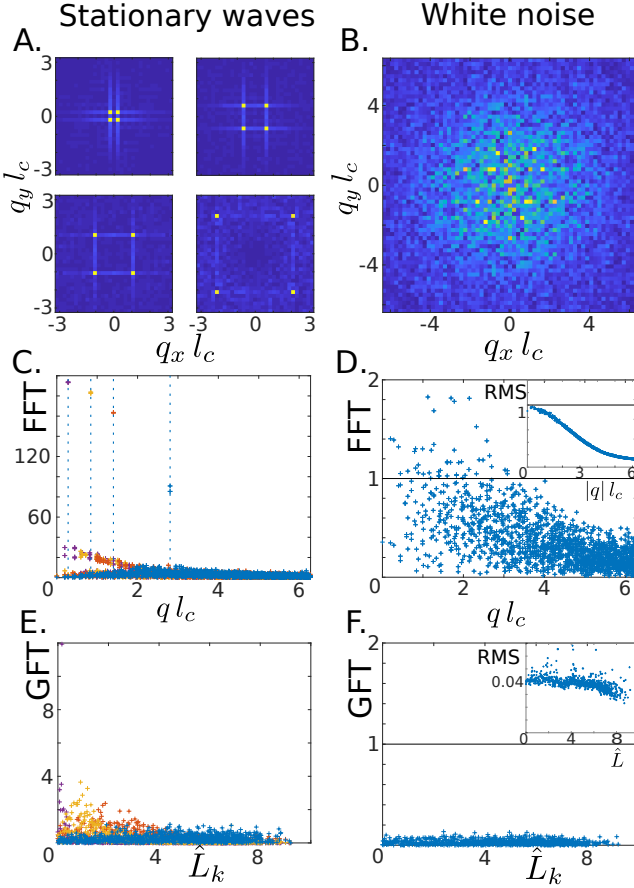 Stationary waves
White noise
A.
B.
3
0
-3
q_y l_c
3
0
-3
-3 0 3
-3 0 3
q_x l_c
4
0
-4
q_y l_c
-4 0 4
q_x l_c
C.
FFT
120
60
0
0 2 4 6
q l_c
D.
FFT
2
1
0
0 2 4 6
q l_c
RMS
1
0 3 6
|q| l_c
E.
GFT
8
4
0
0 4 8
L̂_k
F.
GFT
2
1
0
0 4 8
L̂_k
RMS
0.04
0 4 8
L̂